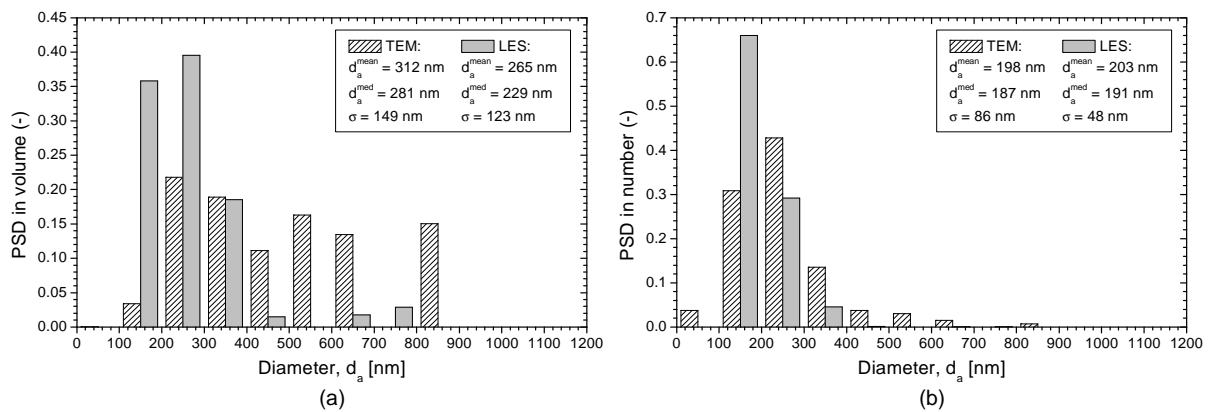 0.45
0.40
0.35
0.30
0.25
0.20
0.15
0.10
0.05
0.00
PSD in volume (-)
TEM: LES:
d_a^mean = 312 nm d_a^mean = 265 nm
d_a^med = 281 nm d_a^med = 229 nm
σ = 149 nm σ = 123 nm
0 100 200 300 400 500 600 700 800 900 1000 1100 1200
Diameter, d_a [nm]
(a)
0.7
0.6
0.5
0.4
0.3
0.2
0.1
0.0
PSD in number (-)
TEM: LES:
d_a^mean = 198 nm d_a^mean = 203 nm
d_a^med = 187 nm d_a^med = 191 nm
σ = 86 nm σ = 48 nm
0 100 200 300 400 500 600 700 800 900 1000 1100 1200
Diameter, d_a [nm]
(b)